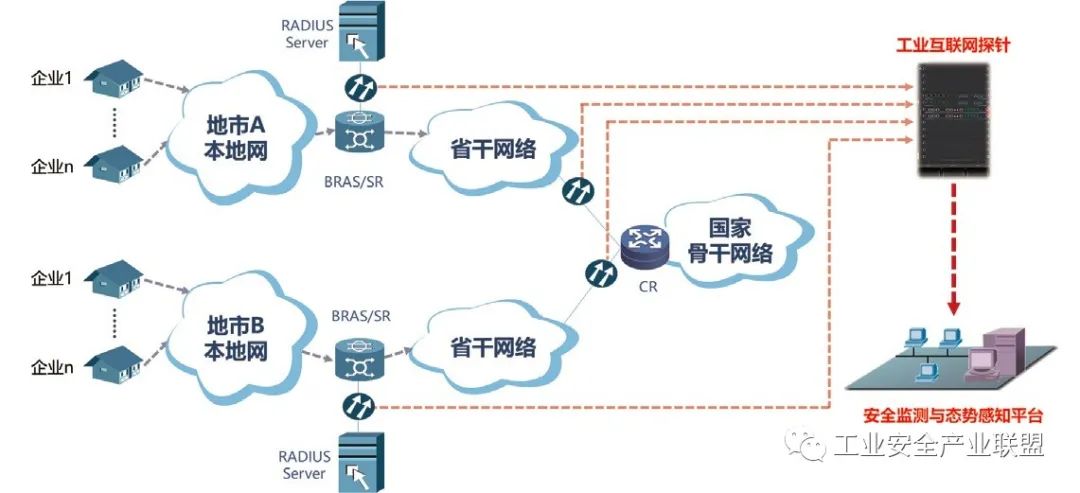 RADIUS
Server
工业互联网探针
企业1
地市A
本地网
省干网络
企业n
BRAS/SR
国家
骨干网络
CR
企业1
BRAS/SR
地市B
本地网
省干网络
企业n
安全监测与态势感知平台
RADIUS
Server
工业安全产业联盟